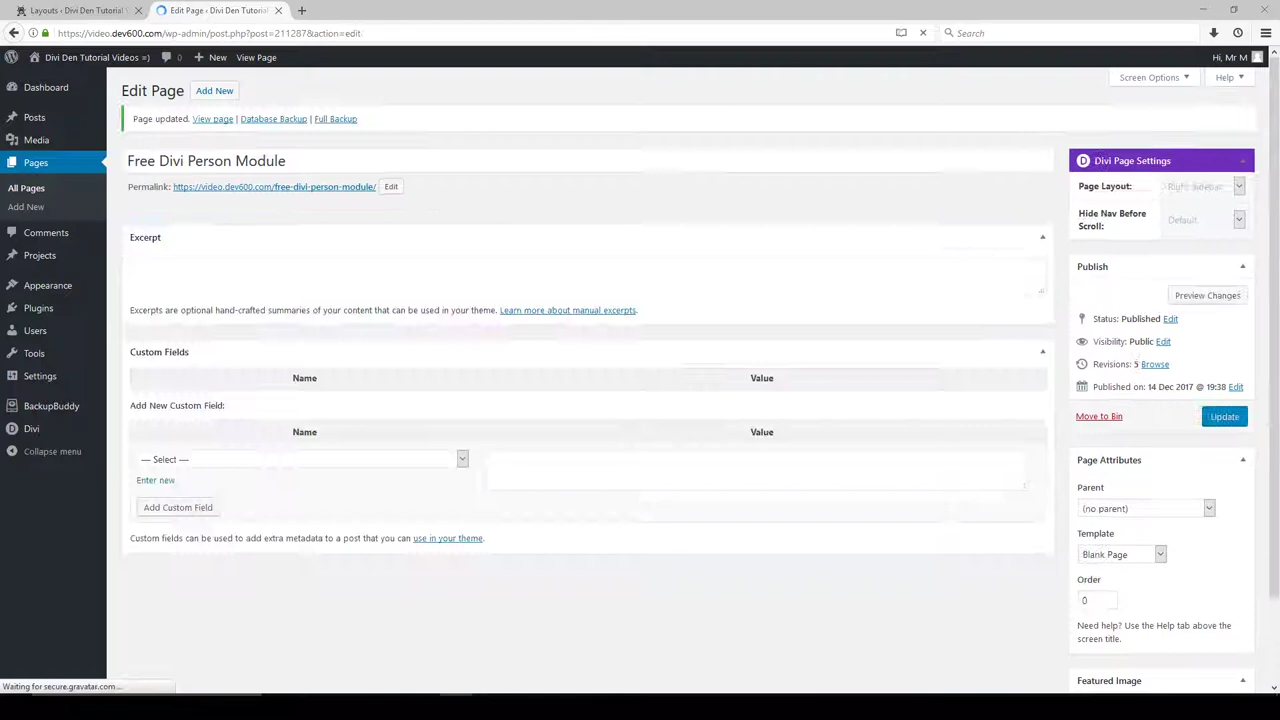 Layouts ‹ Divi Den Tutorial
Edit Page ‹ Divi Den Tutorial
https://video.dev600.com/wp-admin/post.php?post=211287&action=edit
Search
Divi Den Tutorial Videos =)
0
New
View Page
Hi, Mr M
Dashboard
Posts
Media
Pages
All Pages
Add New
Comments
Projects
Appearance
Plugins
Users
Tools
Settings
BackupBuddy
Divi
Collapse menu
Screen Options
Help
Edit Page
Add New
Page updated. View page | Database Backup | Full Backup
Free Divi Person Module
Permalink: https://video.dev600.com/free-divi-person-module/
Edit
Excerpt
Excerpts are optional hand-crafted summaries of your content that can be used in your theme. Learn more about manual excerpts.
Custom Fields
Name
Value
Add New Custom Field:
Name
Value
— Select —
Enter new
Add Custom Field
Custom fields can be used to add extra metadata to a post that you can use in your theme.
Divi Page Settings
Page Layout:
Right Sidebar
Hide Nav Before
Scroll:
Default
Publish
Preview Changes
Status: Published Edit
Visibility: Public Edit
Revisions: 5 Browse
Published on: 14 Dec 2017 @ 19:38 Edit
Move to Bin
Update
Page Attributes
Parent
(no parent)
Template
Blank Page
Order
0
Need help? Use the Help tab above the
screen title.
Featured Image
Waiting for secure.gravatar.com...